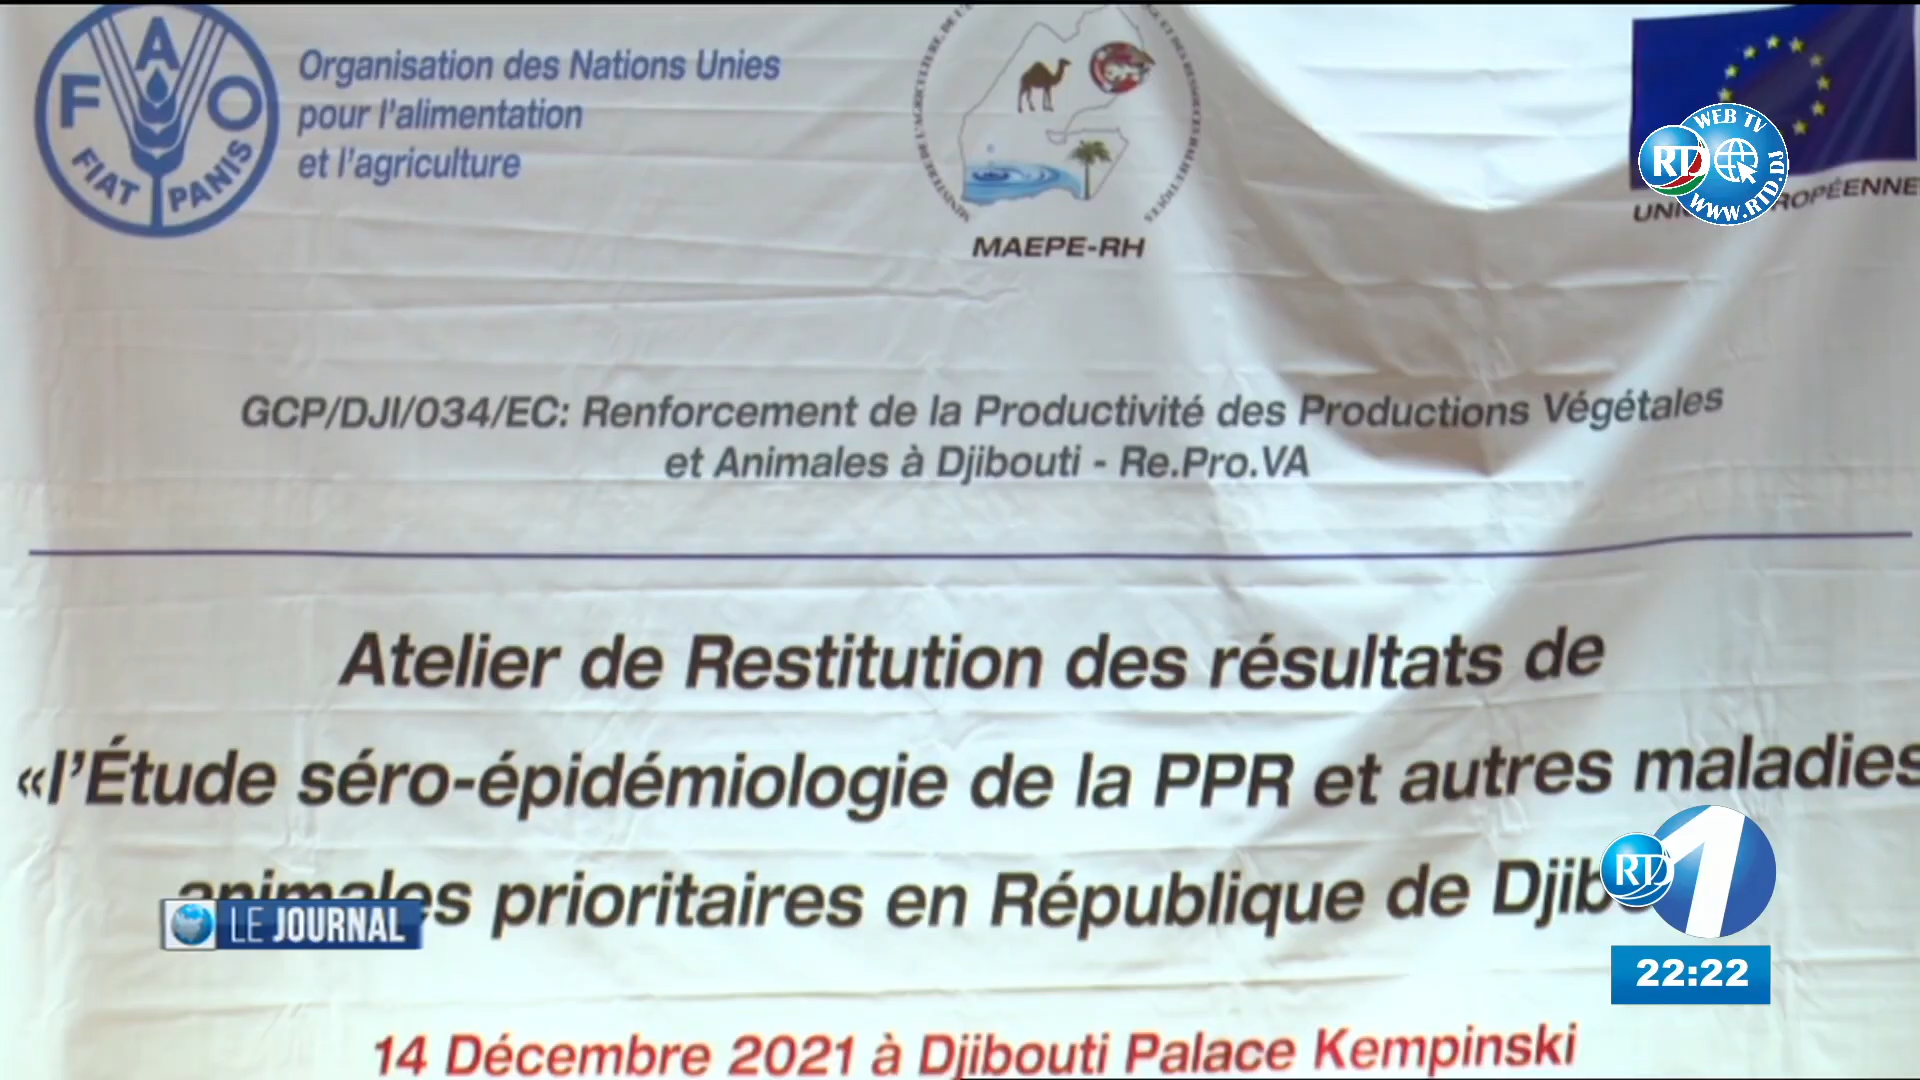 FAO
FIAT PANIS
Organisation des Nations Unies
pour l'alimentation
et l'agriculture
MAEPE-RH
WEB TV
RTD
WWW.RTD.DJ
GCP/DJI/034/EC: Renforcement de la Productivité des Productions Végétales
et Animales à Djibouti - Re.Pro.VA
Atelier de Restitution des résultats de
«l'Étude séro-épidémiologie de la PPR et autres maladies
animales prioritaires en République de
LE JOURNAL
RTD 1
22:22
14 Décembre 2021 à Djibouti Palace Kempinski